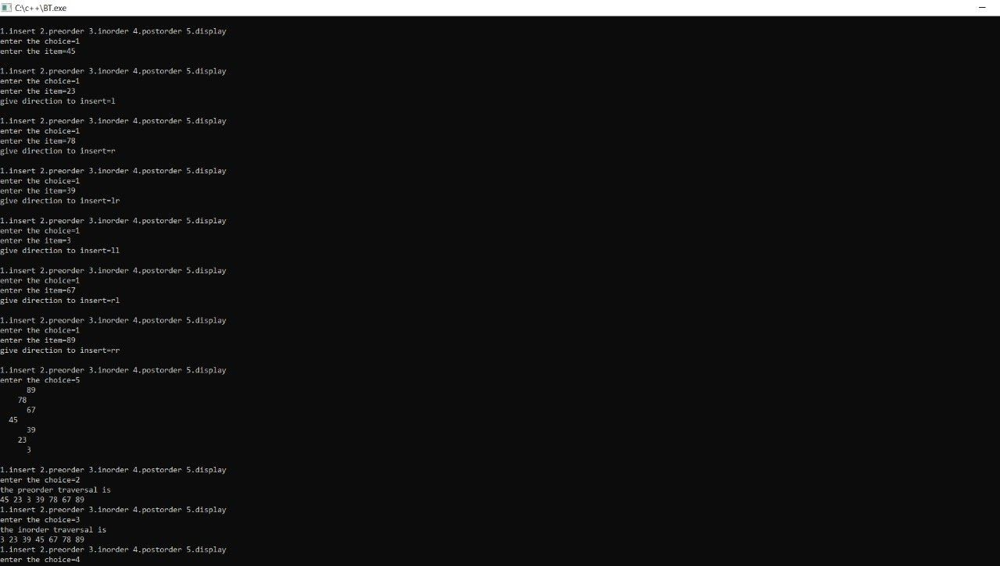 C:\c++\BT.exe
1.insert 2.preorder 3.inorder 4.postorder 5.display
enter the choice=1
enter the item=45
1.insert 2.preorder 3.inorder 4.postorder 5.display
enter the choice=1
enter the item=23
give direction to insert=l
1.insert 2.preorder 3.inorder 4.postorder 5.display
enter the choice=1
enter the item=78
give direction to insert=r
1.insert 2.preorder 3.inorder 4.postorder 5.display
enter the choice=1
enter the item=39
give direction to insert=lr
1.insert 2.preorder 3.inorder 4.postorder 5.display
enter the choice=1
enter the item=3
give direction to insert=ll
1.insert 2.preorder 3.inorder 4.postorder 5.display
enter the choice=1
enter the item=67
give direction to insert=rl
1.insert 2.preorder 3.inorder 4.postorder 5.display
enter the choice=1
enter the item=89
give direction to insert=rr
1.insert 2.preorder 3.inorder 4.postorder 5.display
enter the choice=5
89
78
67
45
39
23
3
1.insert 2.preorder 3.inorder 4.postorder 5.display
enter the choice=2
the preorder traversal is
45 23 3 39 78 67 89
1.insert 2.preorder 3.inorder 4.postorder 5.display
enter the choice=3
the inorder traversal is
3 23 39 45 67 78 89
1.insert 2.preorder 3.inorder 4.postorder 5.display
enter the choice=4